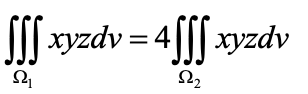 ∭_{Ω₁} xyzdv = 4∭_{Ω₂} xyzdv